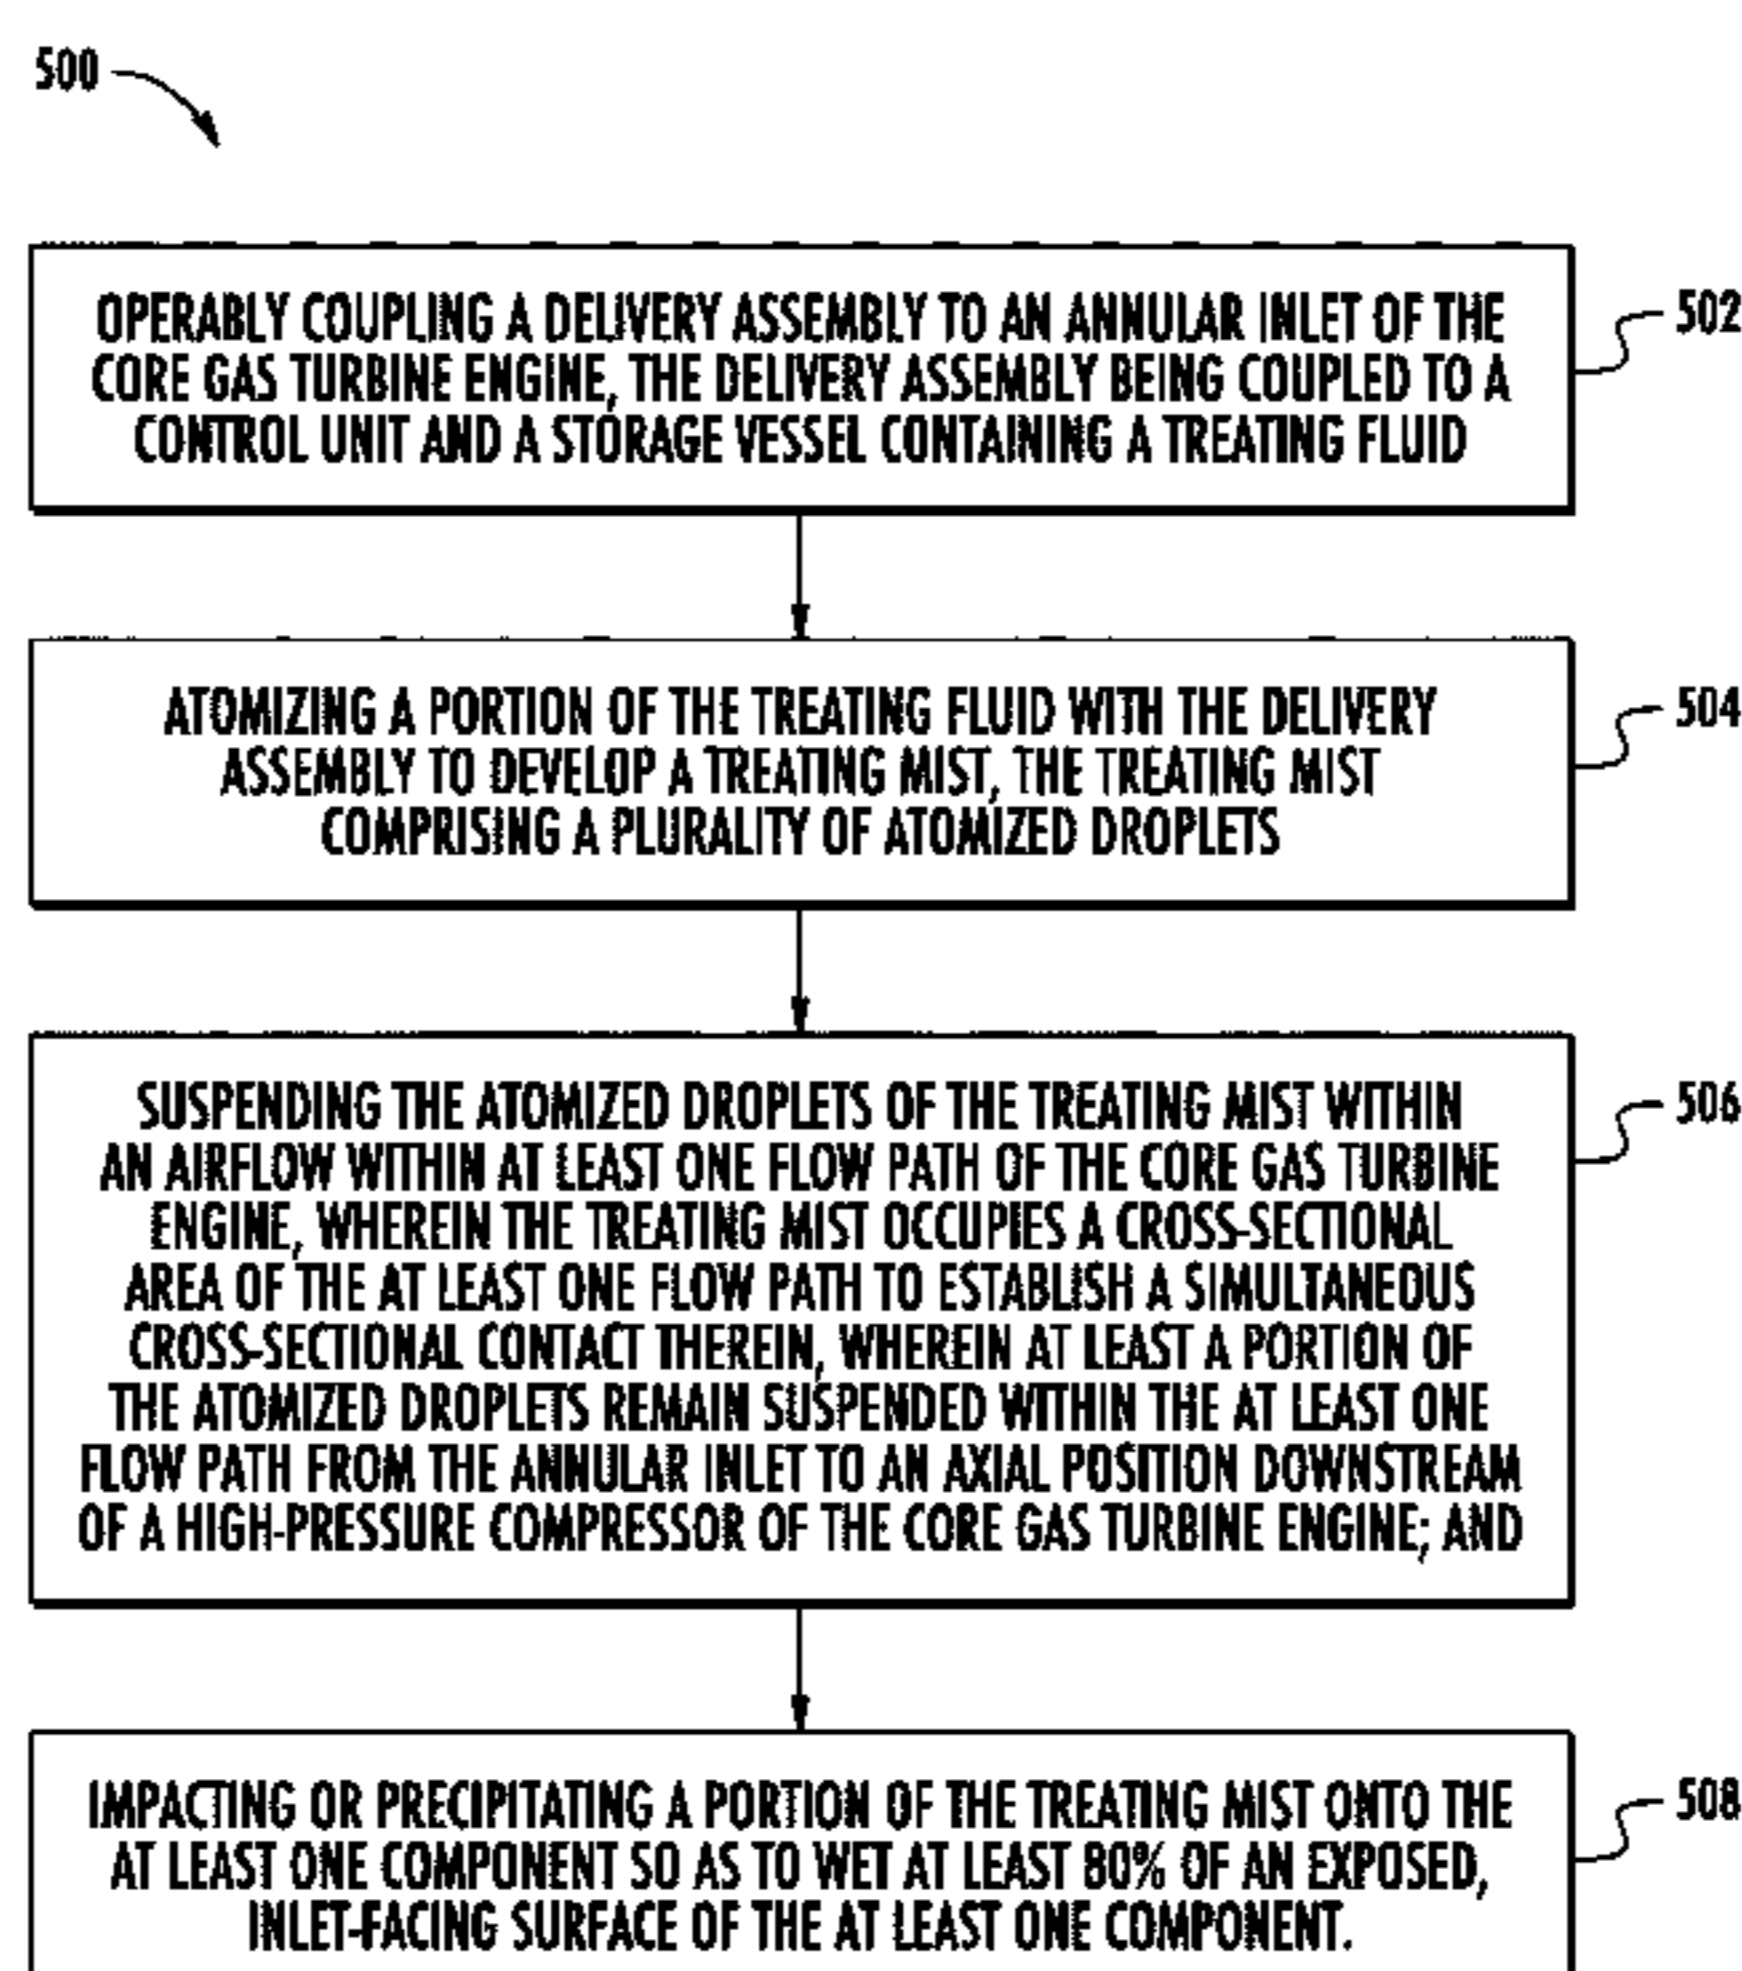 500
OPERABLY COUPLING A DELIVERY ASSEMBLY TO AN ANNULAR INLET OF THE
CORE GAS TURBINE ENGINE, THE DELIVERY ASSEMBLY BEING COUPLED TO A
CONTROL UNIT AND A STORAGE VESSEL CONTAINING A TREATING FLUID
502
ATOMIZING A PORTION OF THE TREATING FLUID WITH THE DELIVERY
ASSEMBLY TO DEVELOP A TREATING MIST, THE TREATING MIST
COMPRISING A PLURALITY OF ATOMIZED DROPLETS
504
SUSPENDING THE ATOMIZED DROPLETS OF THE TREATING MIST WITHIN
AN AIRFLOW WITHIN AT LEAST ONE FLOW PATH OF THE CORE GAS TURBINE
ENGINE, WHEREIN THE TREATING MIST OCCUPIES A CROSS-SECTIONAL
AREA OF THE AT LEAST ONE FLOW PATH TO ESTABLISH A SIMULTANEOUS
CROSS-SECTIONAL CONTACT THEREIN, WHEREIN AT LEAST A PORTION OF
THE ATOMIZED DROPLETS REMAIN SUSPENDED WITHIN THE AT LEAST ONE
FLOW PATH FROM THE ANNULAR INLET TO AN AXIAL POSITION DOWNSTREAM
OF A HIGH-PRESSURE COMPRESSOR OF THE CORE GAS TURBINE ENGINE; AND
506
IMPACTING OR PRECIPITATING A PORTION OF THE TREATING MIST ONTO THE
AT LEAST ONE COMPONENT SO AS TO WET AT LEAST 80% OF AN EXPOSED,
INLET-FACING SURFACE OF THE AT LEAST ONE COMPONENT.
508